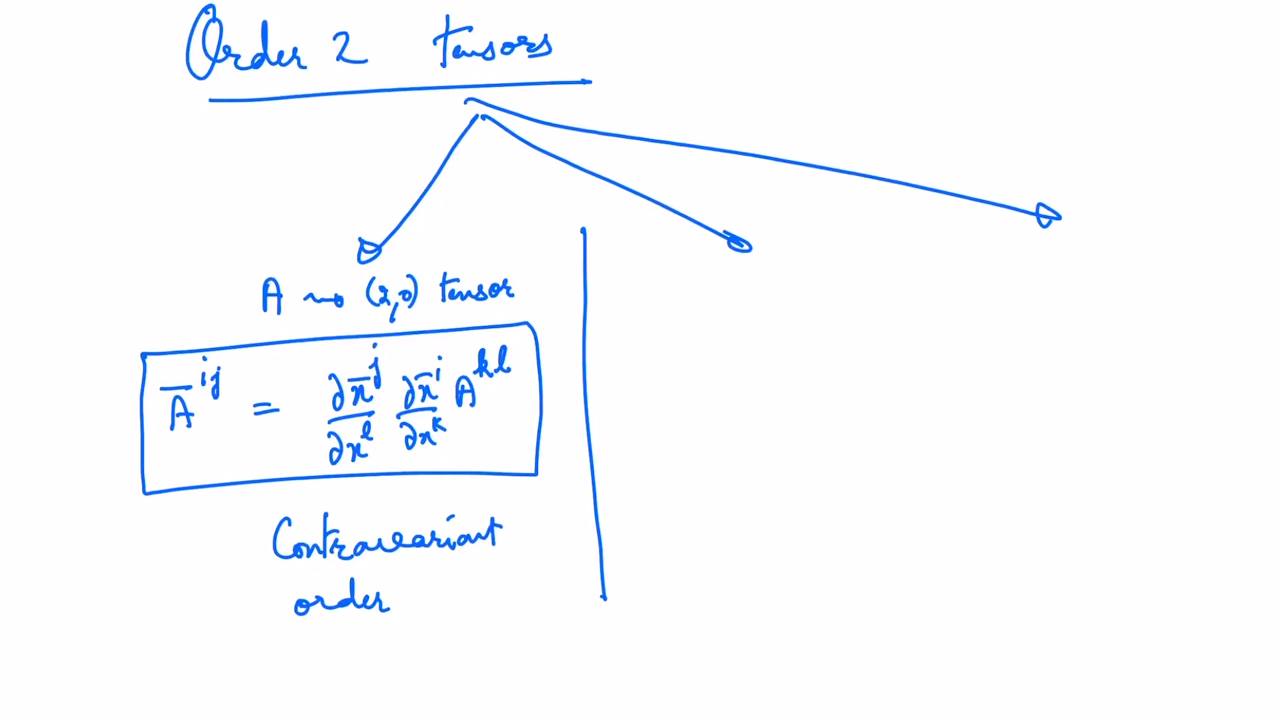 Order 2 tensors
A ⇝ (2,0) tensor
A̅^{ij} = ∂x̅^j/∂x^l ∂x̅^i/∂x^k A^{kl}
Contravariant
order